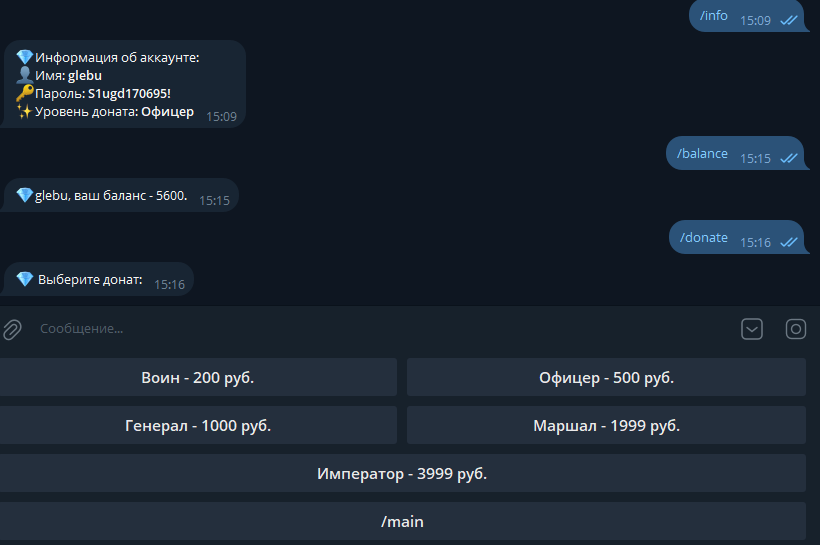 /info 15:09
💎Информация об аккаунте:
👤Имя: glebu
🔑Пароль: S1ugd170695!
✨Уровень доната: Офицер 15:09
/balance 15:15
💎glebu, ваш баланс - 5600. 15:15
/donate 15:16
💎 Выберите донат: 15:16
Сообщение...
Воин - 200 руб.
Офицер - 500 руб.
Генерал - 1000 руб.
Маршал - 1999 руб.
Император - 3999 руб.
/main